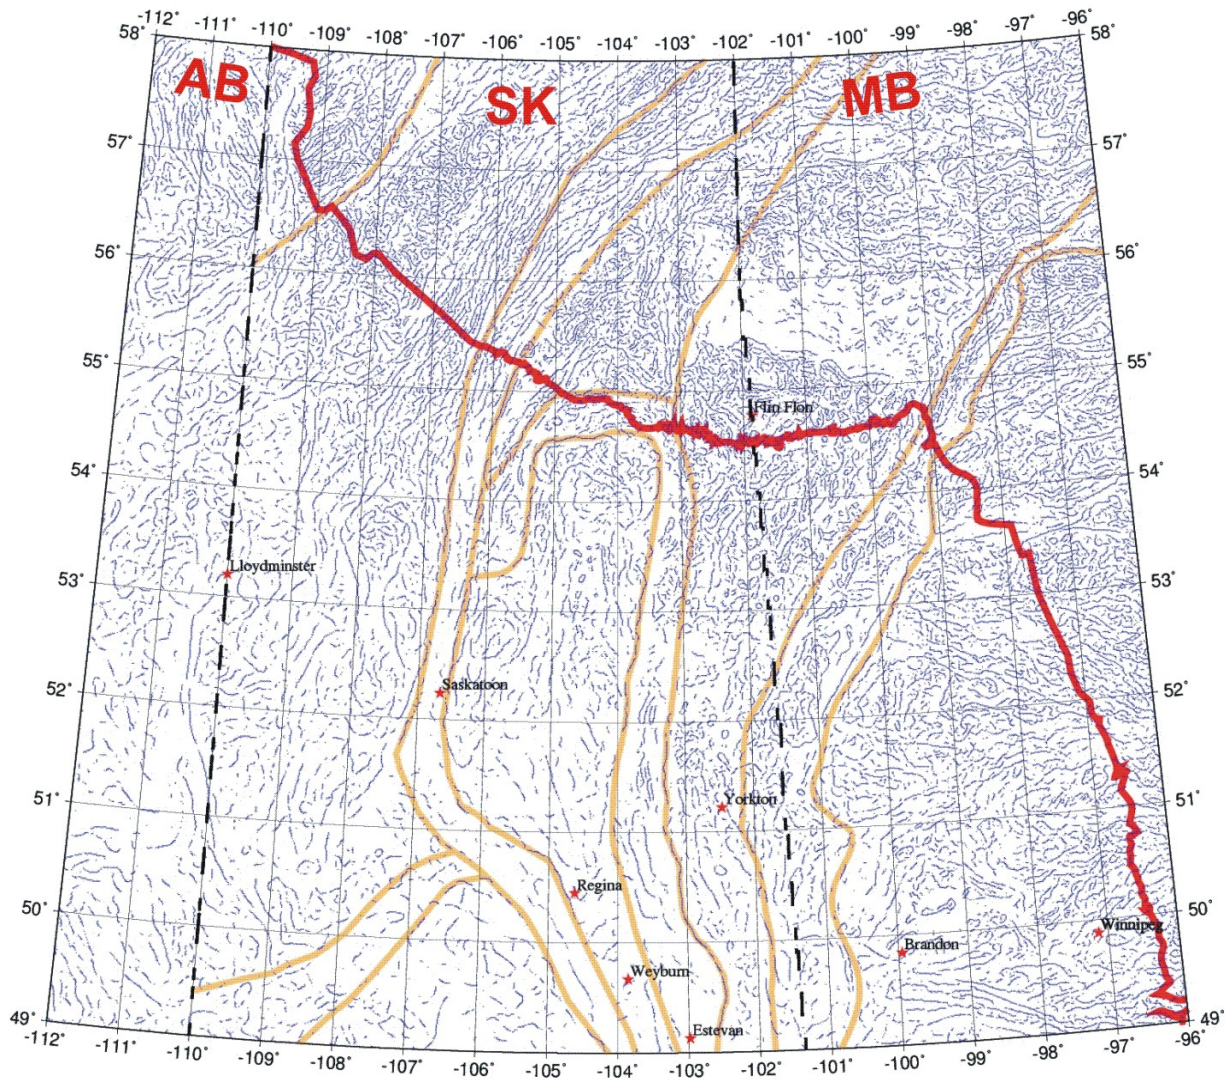 -112˚ -111˚ -110˚ -109˚ -108˚ -107˚ -106˚ -105˚ -104˚ -103˚ -102˚ -101˚ -100˚ -99˚ -98˚ -97˚ -96˚
58˚ 58˚
AB SK MB
57˚ 57˚
56˚ 56˚
55˚ 55˚
Flin Flon
54˚ 54˚
Lloydminster
53˚ 53˚
Saskatoon
52˚ 52˚
Yorkton
51˚ 51˚
Regina
50˚ 50˚
Winnipeg
Brandon
Weyburn
Estevan
49˚ 49˚
-112˚ -111˚ -110˚ -109˚ -108˚ -107˚ -106˚ -105˚ -104˚ -103˚ -102˚ -101˚ -100˚ -99˚ -98˚ -97˚ -96˚